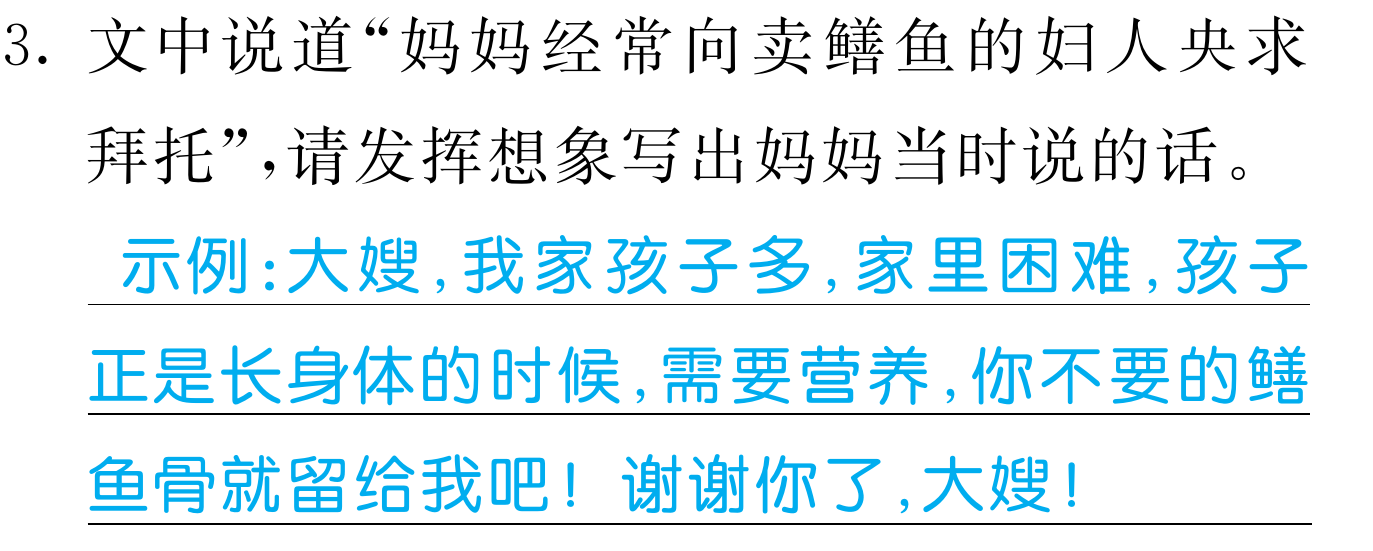 3. 文中说道“妈妈经常向卖鳝鱼的妇人央求
拜托”,请发挥想象写出妈妈当时说的话。
示例:大嫂,我家孩子多,家里困难,孩子
正是长身体的时候,需要营养,你不要的鳝
鱼骨就留给我吧！谢谢你了,大嫂！